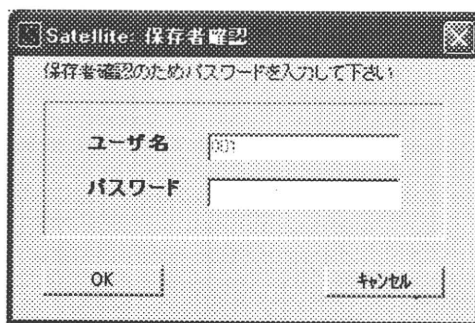 Satellite: 保存者確認
保存者確認のためパスワードを入力して下さい
ユーザ名
001
パスワード
OK
キャンセル